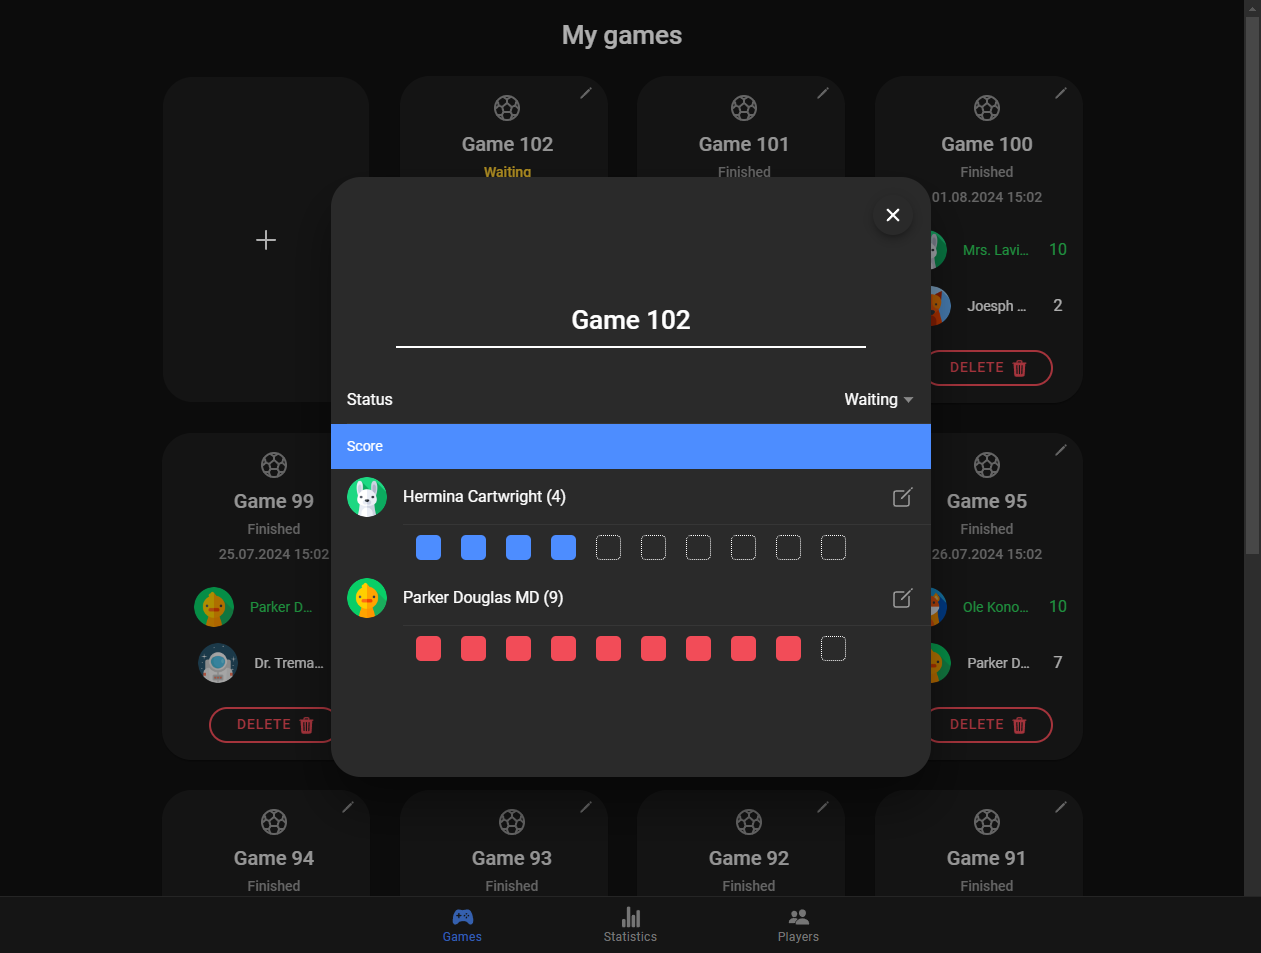 My games
Game 102
Waiting
Game 101
Finished
Game 100
Finished
01.08.2024 15:02
Mrs. Lavi... 10
Joesph ... 2
DELETE
Game 102
Status Waiting
Score
Hermina Cartwright (4)
Parker Douglas MD (9)
Game 99
Finished
25.07.2024 15:02
Parker D...
Dr. Trema...
DELETE
Game 95
Finished
26.07.2024 15:02
Ole Kono... 10
Parker D... 7
DELETE
Game 94
Finished
Game 93
Finished
Game 92
Finished
Game 91
Finished
Games
Statistics
Players